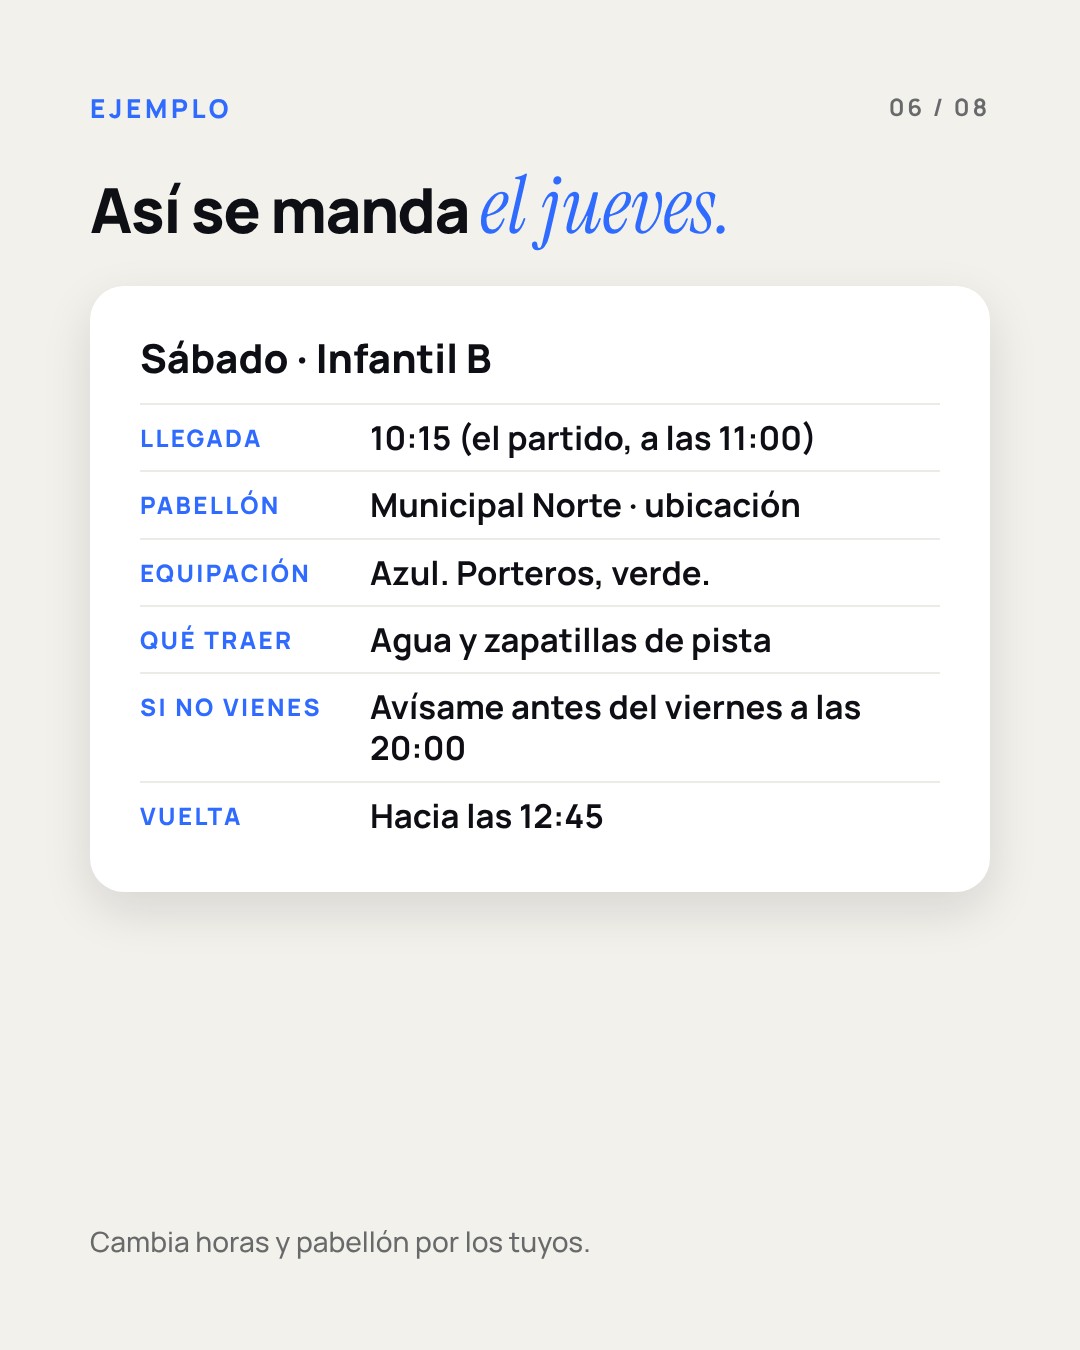 EJEMPLO
06 / 08
Así se manda el jueves.
Sábado · Infantil B
LLEGADA 10:15 (el partido, a las 11:00)
PABELLÓN Municipal Norte · ubicación
EQUIPACIÓN Azul. Porteros, verde.
QUÉ TRAER Agua y zapatillas de pista
SI NO VIENES Avísame antes del viernes a las
20:00
VUELTA Hacia las 12:45
Cambia horas y pabellón por los tuyos.